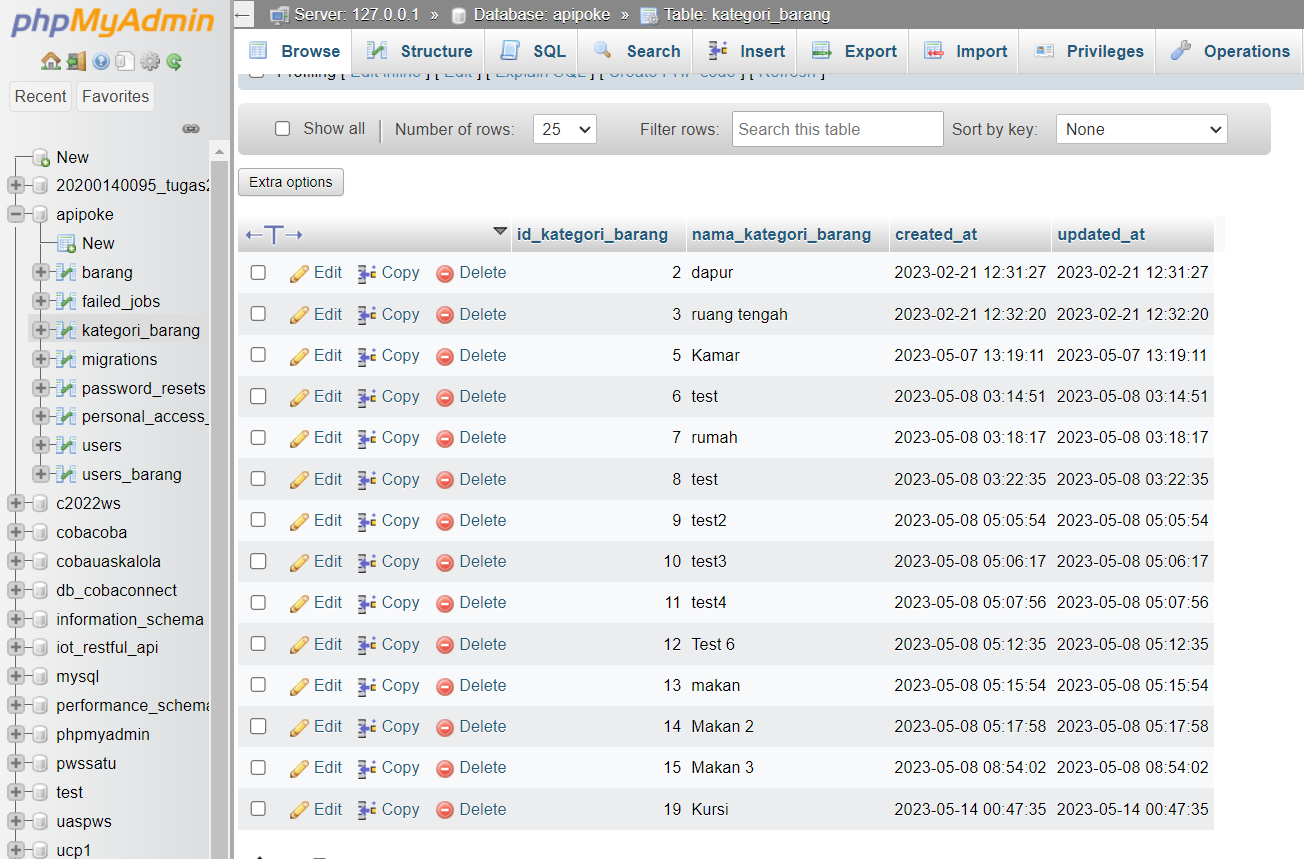 phpMyAdmin
Recent Favorites
New
20200140095_tugas2
apipoke
New
barang
failed_jobs
kategori_barang
migrations
password_resets
personal_access_
users
users_barang
c2022ws
cobacoba
cobauaskalola
db_cobaconnect
information_schema
iot_restful_api
mysql
performance_schema
phpmyadmin
pwssatu
test
uaspws
ucp1
Server: 127.0.0.1 » Database: apipoke » Table: kategori_barang
Browse Structure SQL Search Insert Export Import Privileges Operations
Profiling [ Edit inline ] [ Edit ] [ Explain SQL ] [ Create PHP code ] [ Refresh ]
Show all Number of rows: 25 Filter rows: Search this table Sort by key: None
Extra options
id_kategori_barang nama_kategori_barang created_at updated_at
Edit Copy Delete 2 dapur 2023-02-21 12:31:27 2023-02-21 12:31:27
Edit Copy Delete 3 ruang tengah 2023-02-21 12:32:20 2023-02-21 12:32:20
Edit Copy Delete 5 Kamar 2023-05-07 13:19:11 2023-05-07 13:19:11
Edit Copy Delete 6 test 2023-05-08 03:14:51 2023-05-08 03:14:51
Edit Copy Delete 7 rumah 2023-05-08 03:18:17 2023-05-08 03:18:17
Edit Copy Delete 8 test 2023-05-08 03:22:35 2023-05-08 03:22:35
Edit Copy Delete 9 test2 2023-05-08 05:05:54 2023-05-08 05:05:54
Edit Copy Delete 10 test3 2023-05-08 05:06:17 2023-05-08 05:06:17
Edit Copy Delete 11 test4 2023-05-08 05:07:56 2023-05-08 05:07:56
Edit Copy Delete 12 Test 6 2023-05-08 05:12:35 2023-05-08 05:12:35
Edit Copy Delete 13 makan 2023-05-08 05:15:54 2023-05-08 05:15:54
Edit Copy Delete 14 Makan 2 2023-05-08 05:17:58 2023-05-08 05:17:58
Edit Copy Delete 15 Makan 3 2023-05-08 08:54:02 2023-05-08 08:54:02
Edit Copy Delete 19 Kursi 2023-05-14 00:47:35 2023-05-14 00:47:35